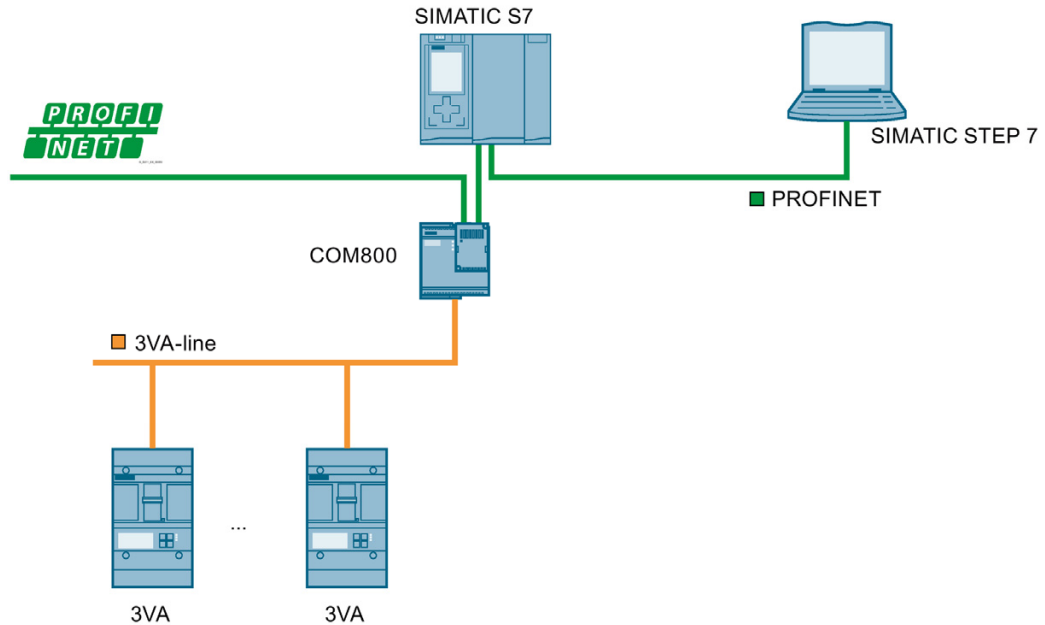 SIMATIC S7
PROFI
NET
SIMATIC STEP 7
PROFINET
COM800
3VA-line
...
3VA
3VA